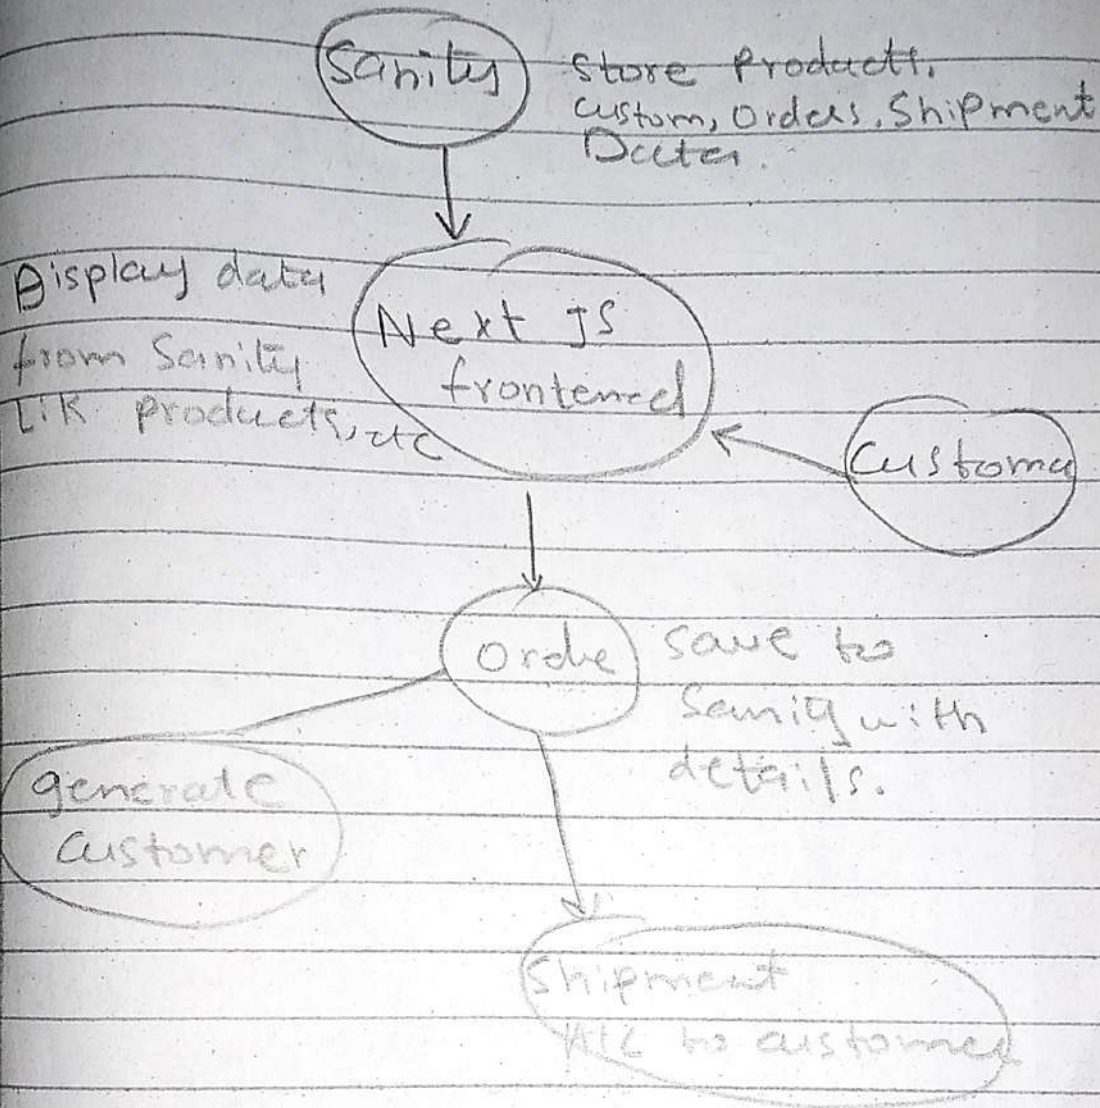 Sanity
Store Products,
Custom, Orders, Shipment
Data.
Display data
from Sanity
Lik products, etc
Next JS
frontened
Customer
Orde
Save to
Sanity with
details.
generate
Customer
Shipment
A/C to customer